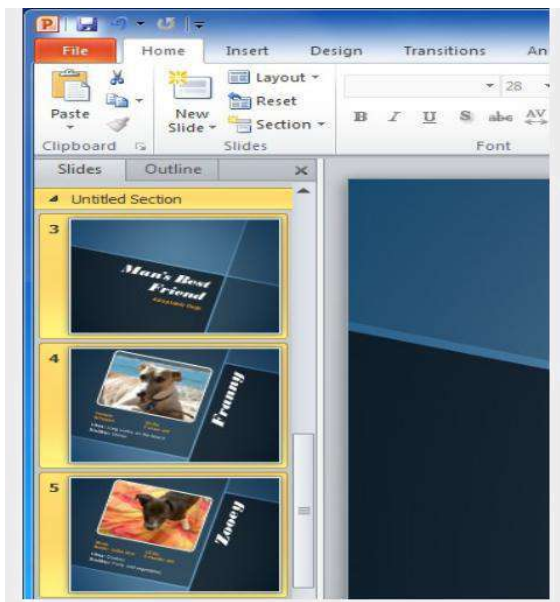 File Home Insert Design Transitions An
Layout
Reset
Section
Paste
New
Slide
28
B I U S abc AV
Clipboard Slides Font
Slides Outline
Untitled Section
3
Man's Best
Friend
4
Franny
5
Zooey